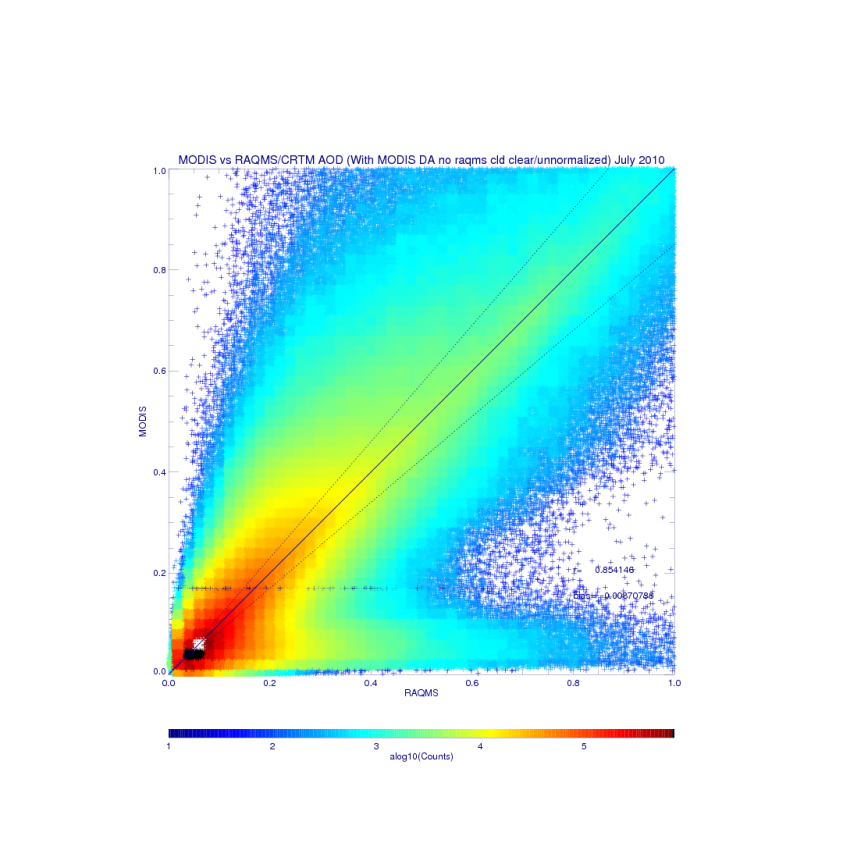 MODIS vs RAQMS/CRTM AOD (With MODIS DA no raqms cld clear/unnormalized) July 2010
1.0
0.8
0.6
MODIS
0.4
0.2
0.0
r= 0.854146
0.0 0.2 0.4 0.6 0.8 1.0
RAQMS
1 2 3 4 5
alog10(Counts)